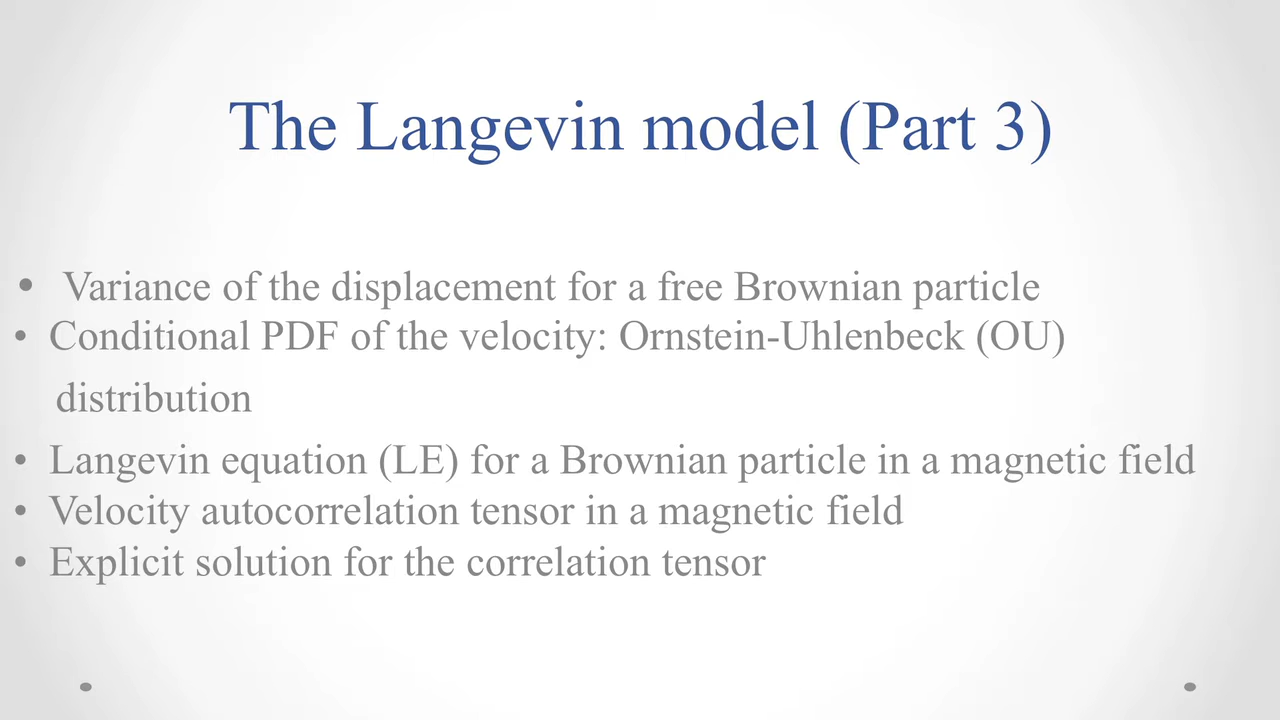 The Langevin model (Part 3)
• Variance of the displacement for a free Brownian particle
• Conditional PDF of the velocity: Ornstein-Uhlenbeck (OU)
distribution
• Langevin equation (LE) for a Brownian particle in a magnetic field
• Velocity autocorrelation tensor in a magnetic field
• Explicit solution for the correlation tensor